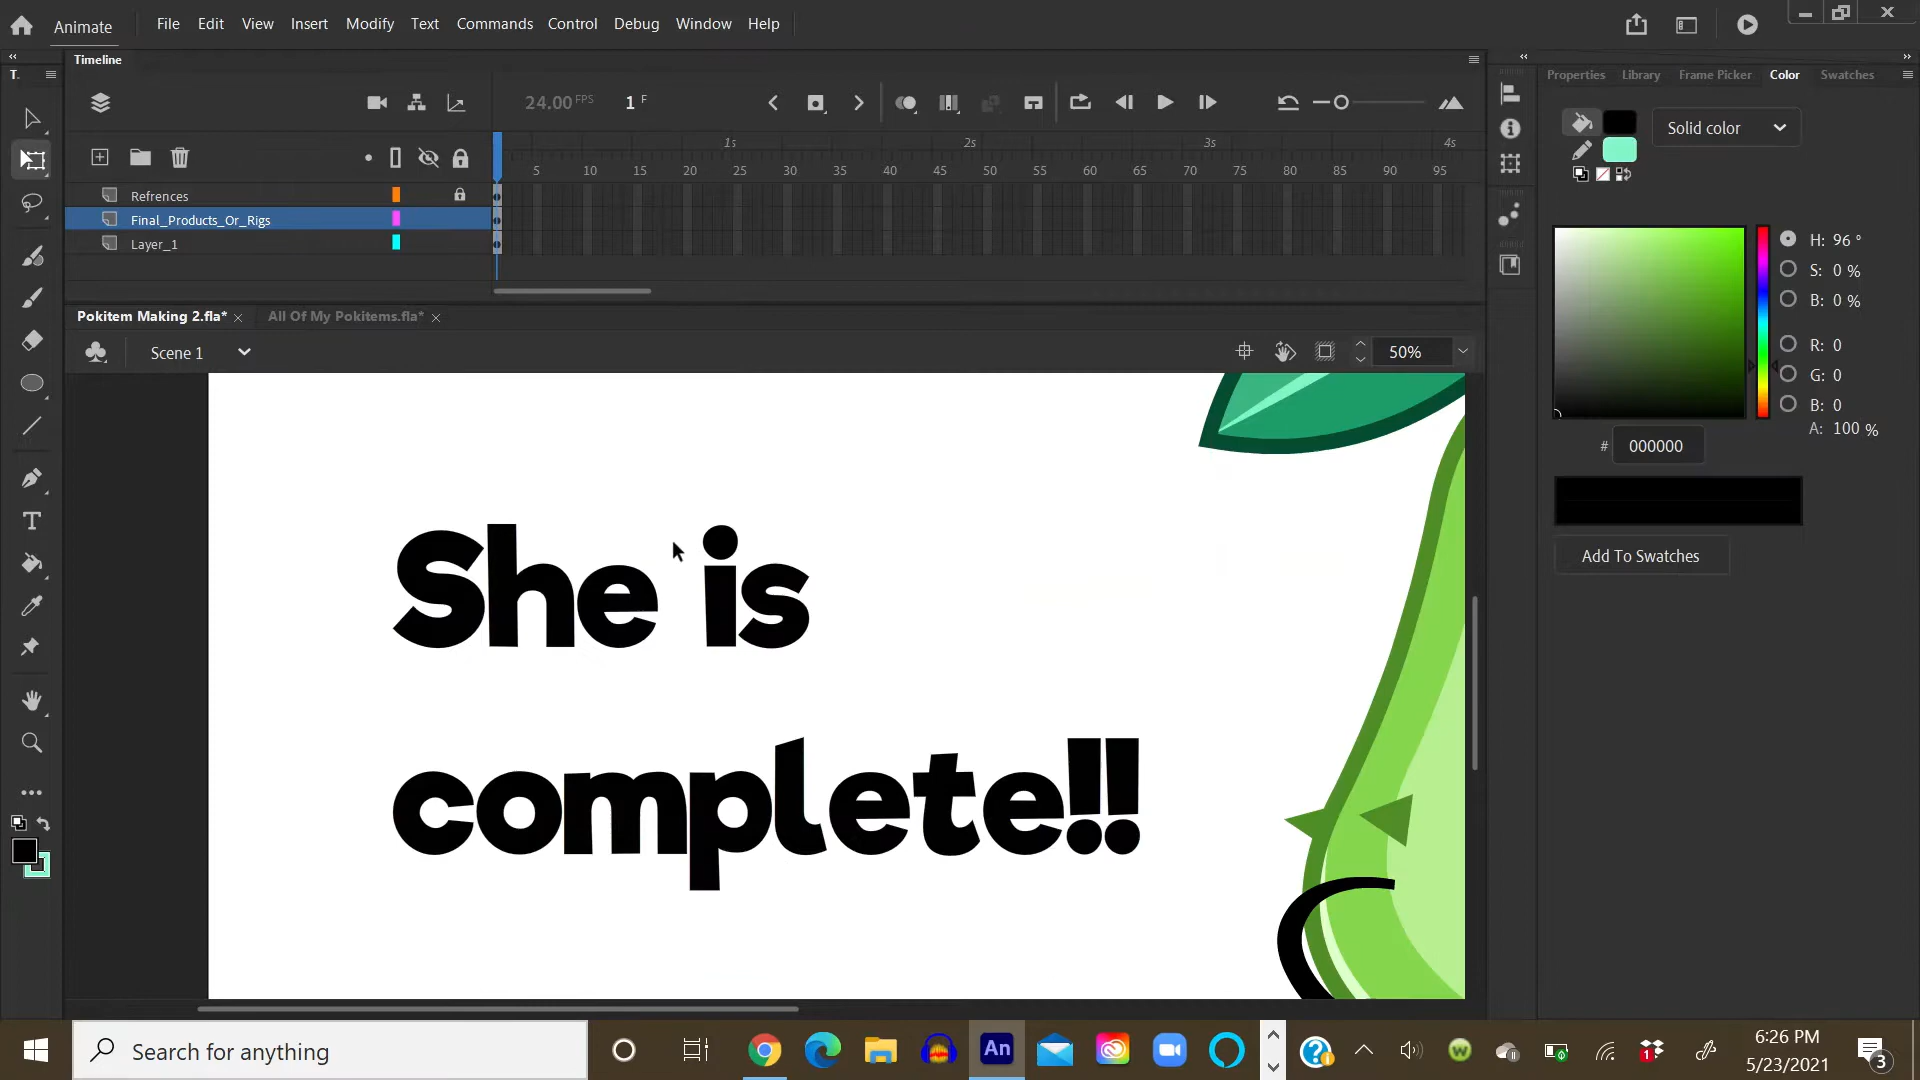 Animate File Edit View Insert Modify Text Commands Control Debug Window Help
Timeline
T.
Properties Library Frame Picker Color Swatches
24.00 FPS 1 F
Solid color
1s 2s 3s 4s
5 10 15 20 25 30 35 40 45 50 55 60 65 70 75 80 85 90 95
Refrences
Final_Products_Or_Rigs
Layer_1
H: 96 °
S: 0 %
B: 0 %
R: 0
G: 0
B: 0
A: 100 %
# 000000
Add To Swatches
Pokitem Making 2.fla* All Of My Pokitems.fla*
Scene 1 50%
She is
complete!!
Search for anything
An
6:26 PM
5/23/2021
3
1